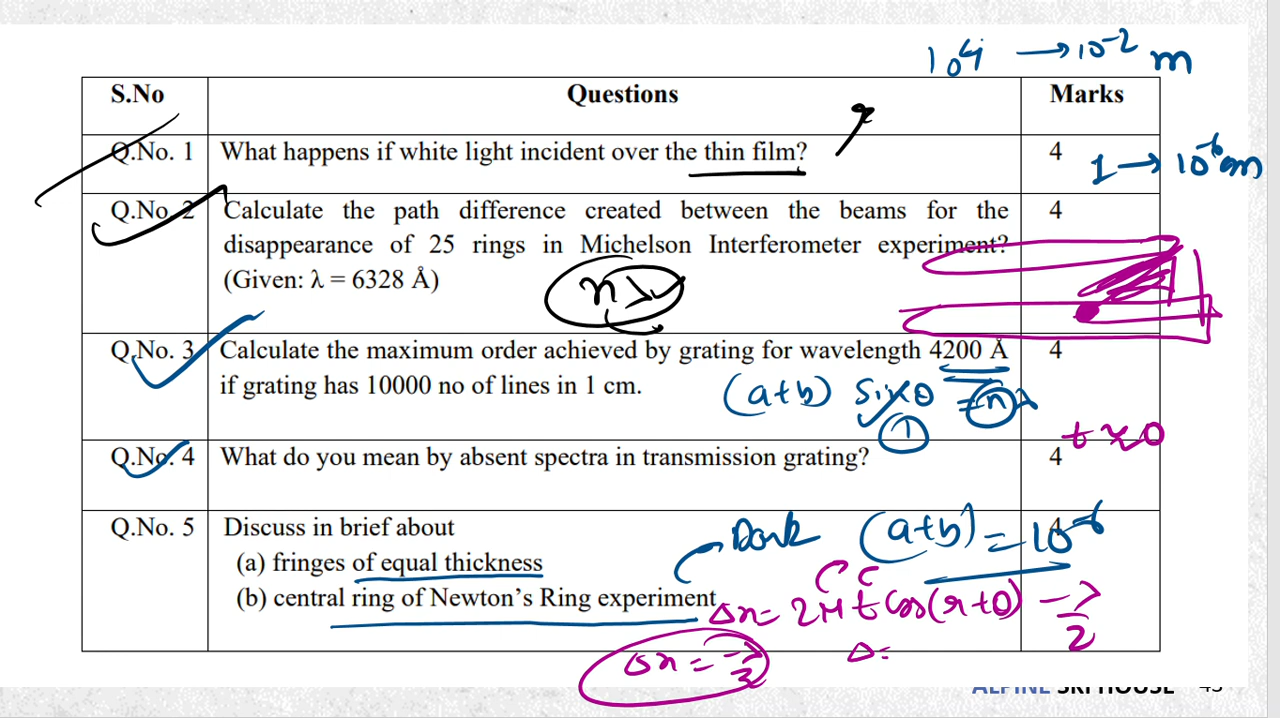 10⁴ → 10⁻² m
S.No Questions Marks
Q.No. 1 What happens if white light incident over the thin film? 4
1 → 10⁻⁶ m
Q.No. 2 Calculate the path difference created between the beams for the 4
disappearance of 25 rings in Michelson Interferometer experiment?
(Given: λ = 6328 Å)
nλ
Q.No. 3 Calculate the maximum order achieved by grating for wavelength 4200 Å 4
if grating has 10000 no of lines in 1 cm.
(a+b) sinθ = nλ
1
t ≈ 0
Q.No. 4 What do you mean by absent spectra in transmission grating? 4
Q.No. 5 Discuss in brief about 4
Dark (a+b) = 10⁻⁶
(a) fringes of equal thickness
(b) central ring of Newton's Ring experiment
Δx = 2μt cos(r+θ) - λ/2
Δx = -λ/2
Δ=
ALPINE SKI HOUSE 43